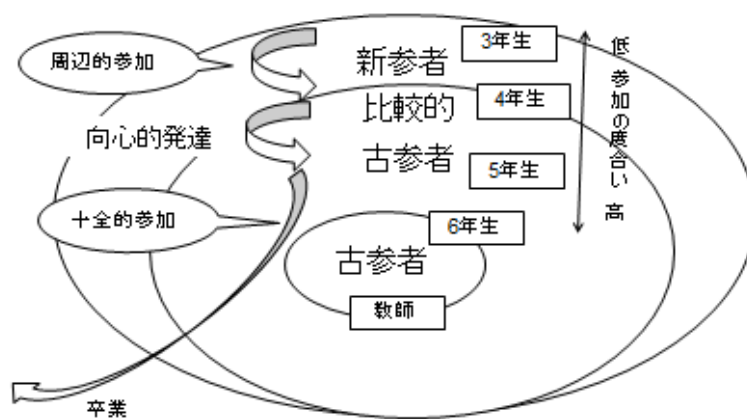 3年生
周辺的参加
新参者
4年生
比較的
向心的発達
古参者
5年生
十全的参加
6年生
古参者
教師
卒業
低 参加の度合い 高